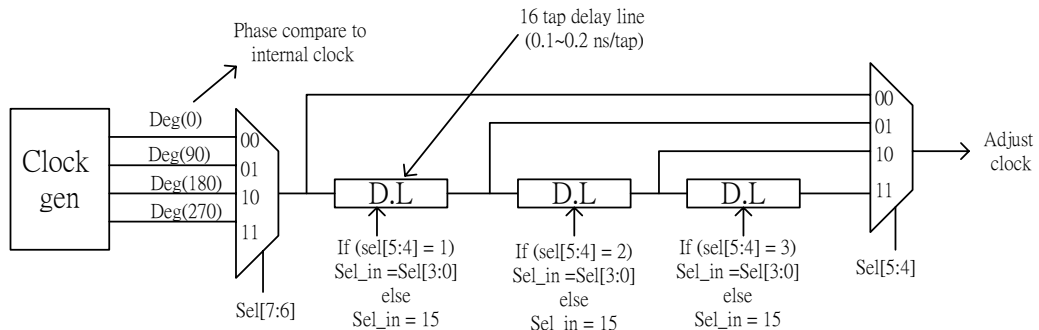 16 tap delay line
(0.1~0.2 ns/tap)
Phase compare to
internal clock
Clock
gen
Deg(0)
Deg(90)
Deg(180)
Deg(270)
00
01
10
11
Sel[7:6]
D.L
If (sel[5:4] = 1)
Sel_in =Sel[3:0]
else
Sel_in = 15
D.L
If (sel[5:4] = 2)
Sel_in =Sel[3:0]
else
Sel_in = 15
D.L
If (sel[5:4] = 3)
Sel_in =Sel[3:0]
else
Sel_in = 15
00
01
10
11
Sel[5:4]
Adjust
clock